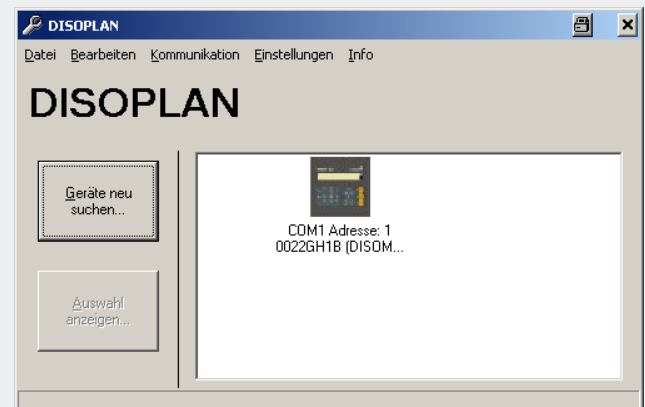 DISOPLAN
Datei Bearbeiten Kommunikation Einstellungen Info
DISOPLAN
Geräte neu
suchen...
COM1 Adresse: 1
0022GH1B (DISOM...
Auswahl
anzeigen...